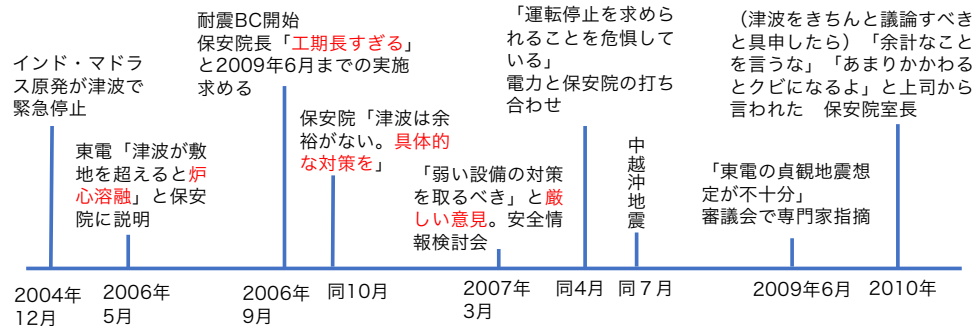 インド・マドラ
ス原発が津波で
緊急停止
東電「津波が敷
地を超えると炉
心溶融」と保安
院に説明
耐震BC開始
保安院長「工期長すぎる」
と2009年6月までの実施
求める
保安院「津波は余
裕がない。具体的
な対策を」
「弱い設備の対策
を取るべき」と厳
しい意見。安全情
報検討会
「運転停止を求めら
れることを危惧して
いる」
電力と保安院の打ち
合わせ
中越沖地震
「東電の貞観地震想
定が不十分」
審議会で専門家指摘
（津波をきちんと議論すべき
と具申したら）「余計なこと
を言うな」「あまりかかわる
とクビになるよ」と上司から
言われた　保安院室長
2004年
12月
2006年
5月
2006年
9月
同10月
2007年
3月
同4月
同７月
2009年6月
2010年